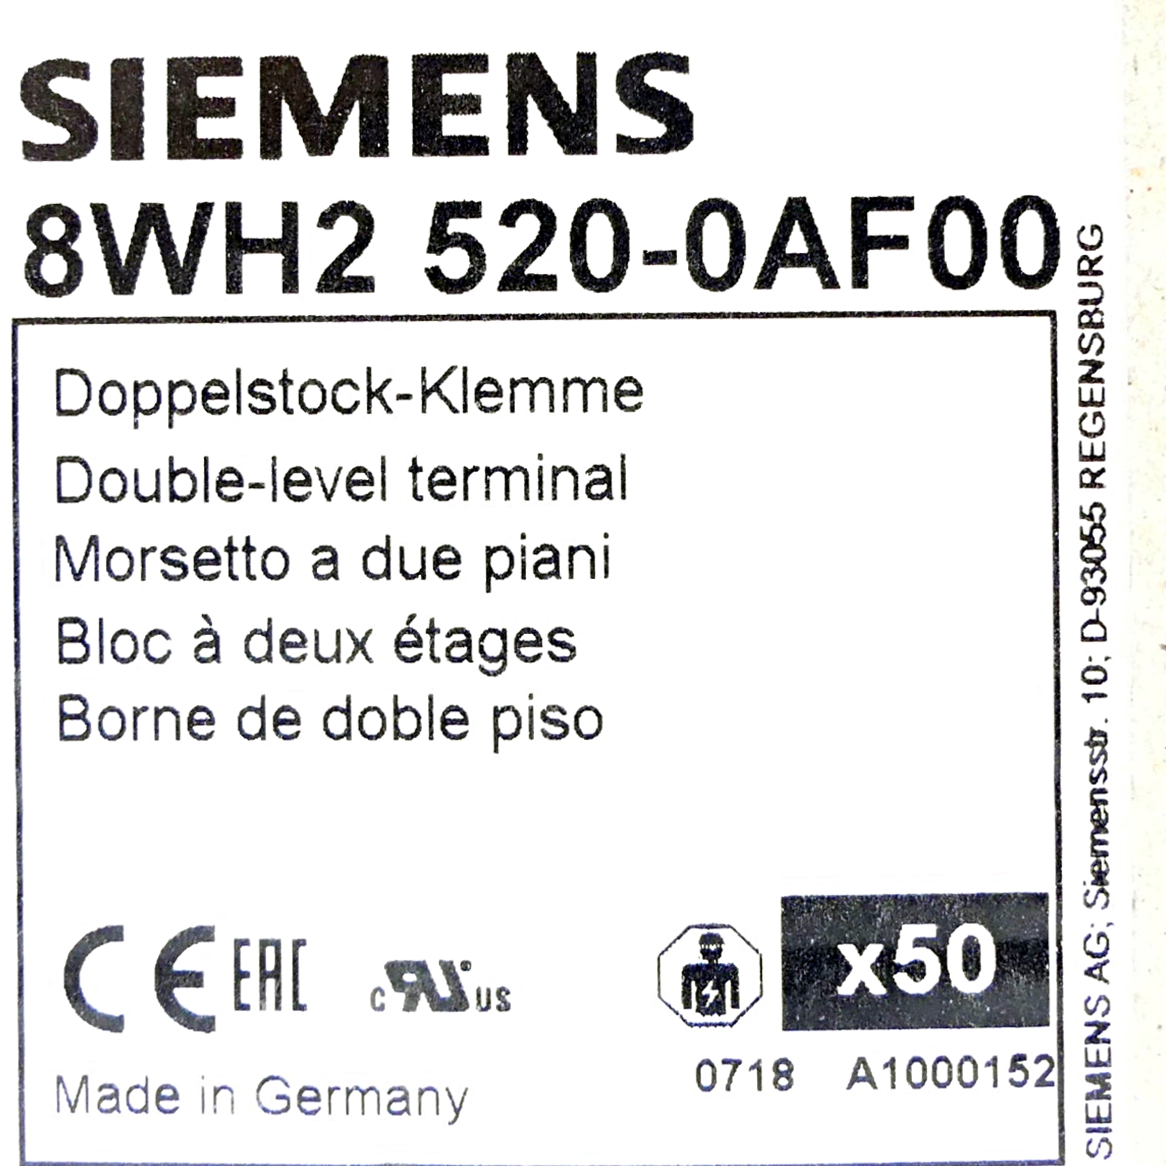 SIEMENS
8WH2 520-0AF00
Doppelstock-Klemme
Double-level terminal
Morsetto a due piani
Bloc à deux étages
Borne de doble piso
CE EAC c RU US
x50
0718 A1000152
Made in Germany
SIEMENS AG; Siemensstr. 10; D-93055 REGENSBURG